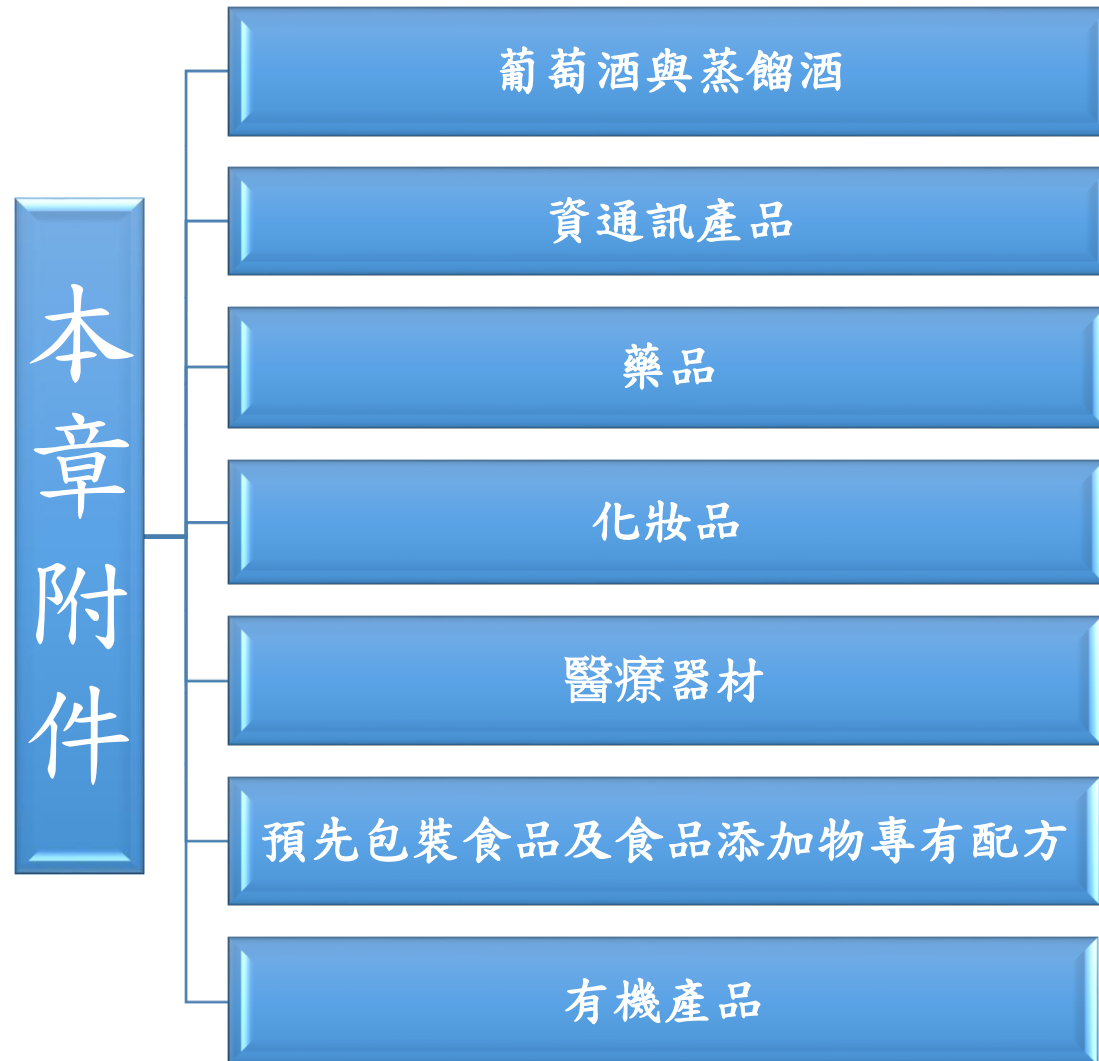 本章附件
葡萄酒與蒸餾酒
資通訊產品
藥品
化妝品
醫療器材
預先包裝食品及食品添加物專有配方
有機產品